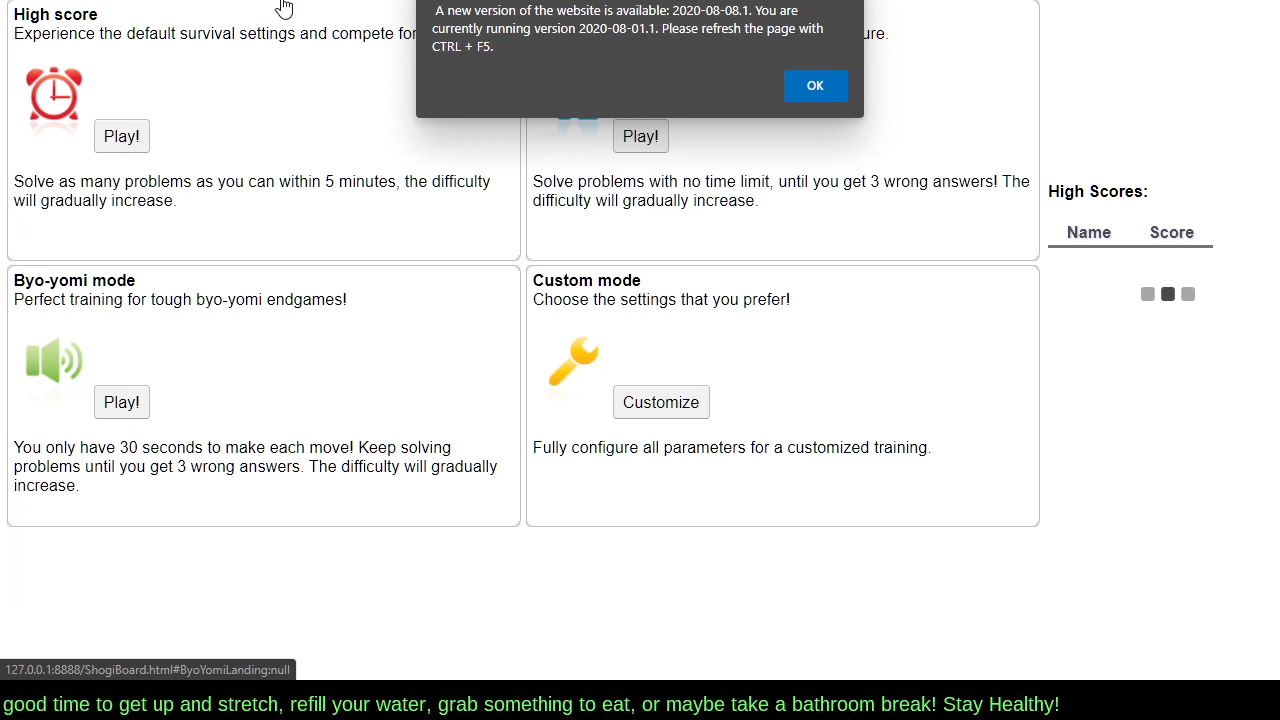 High score
Experience the default survival settings and compete for
A new version of the website is available: 2020-08-08.1. You are
currently running version 2020-08-01.1. Please refresh the page with
CTRL + F5.
OK
Play!
Solve as many problems as you can within 5 minutes, the difficulty
will gradually increase.
Play!
Solve problems with no time limit, until you get 3 wrong answers! The
difficulty will gradually increase.
High Scores:
Name Score
Byo-yomi mode
Perfect training for tough byo-yomi endgames!
Play!
You only have 30 seconds to make each move! Keep solving
problems until you get 3 wrong answers. The difficulty will gradually
increase.
Custom mode
Choose the settings that you prefer!
Customize
Fully configure all parameters for a customized training.
127.0.0.1:8888/ShogiBoard.html#ByoYomiLanding:null
good time to get up and stretch, refill your water, grab something to eat, or maybe take a bathroom break! Stay Healthy!